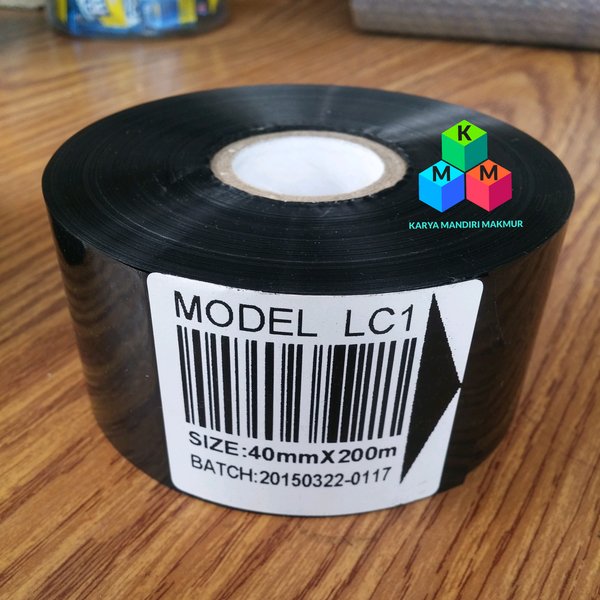 K
M M
KARYA MANDIRI MAKMUR
MODEL LC1
SIZE:40mmX200m
BATCH:20150322-0117